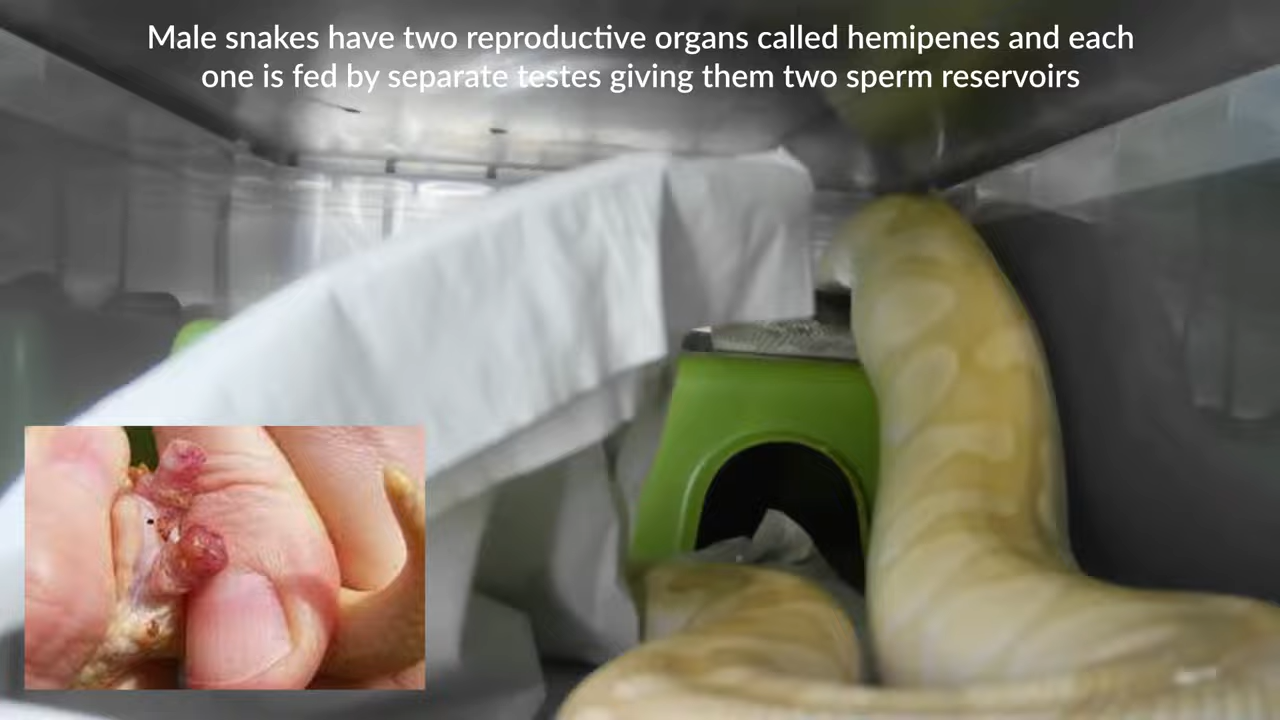 Male snakes have two reproductive organs called hemipenes and each
one is fed by separate testes giving them two sperm reservoirs